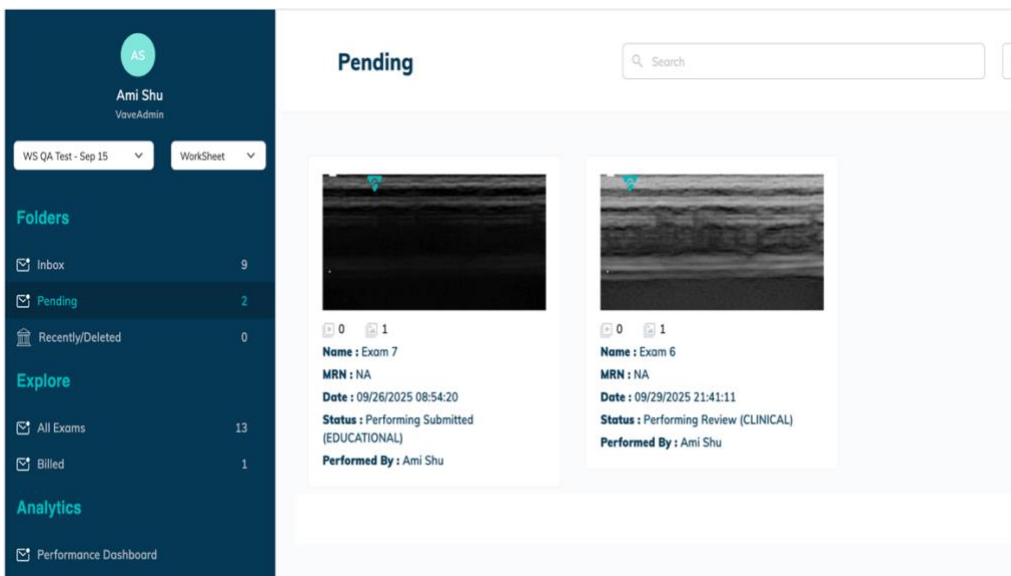 AS
Ami Shu
VaveAdmin
WS QA Test - Sep 15
WorkSheet
Folders
Inbox 9
Pending 2
Recently/Deleted 0
Explore
All Exams 13
Billed 1
Analytics
Performance Dashboard
Pending
Search
0 1
Name : Exam 7
MRN : NA
Date : 09/26/2025 08:54:20
Status : Performing Submitted
(EDUCATIONAL)
Performed By : Ami Shu
0 1
Name : Exam 6
MRN : NA
Date : 09/29/2025 21:41:11
Status : Performing Review (CLINICAL)
Performed By : Ami Shu